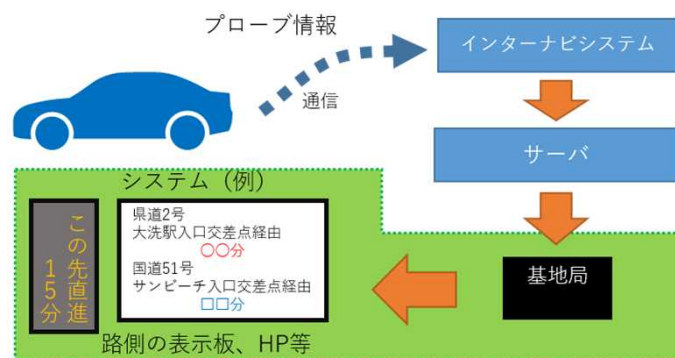 プローブ情報
インターナビシステム
通信
サーバ
システム（例）
県道2号
大洗駅入口交差点経由
〇〇分
国道51号
サンビーチ入口交差点経由
□□分
この先直進
15分
基地局
路側の表示板、HP等